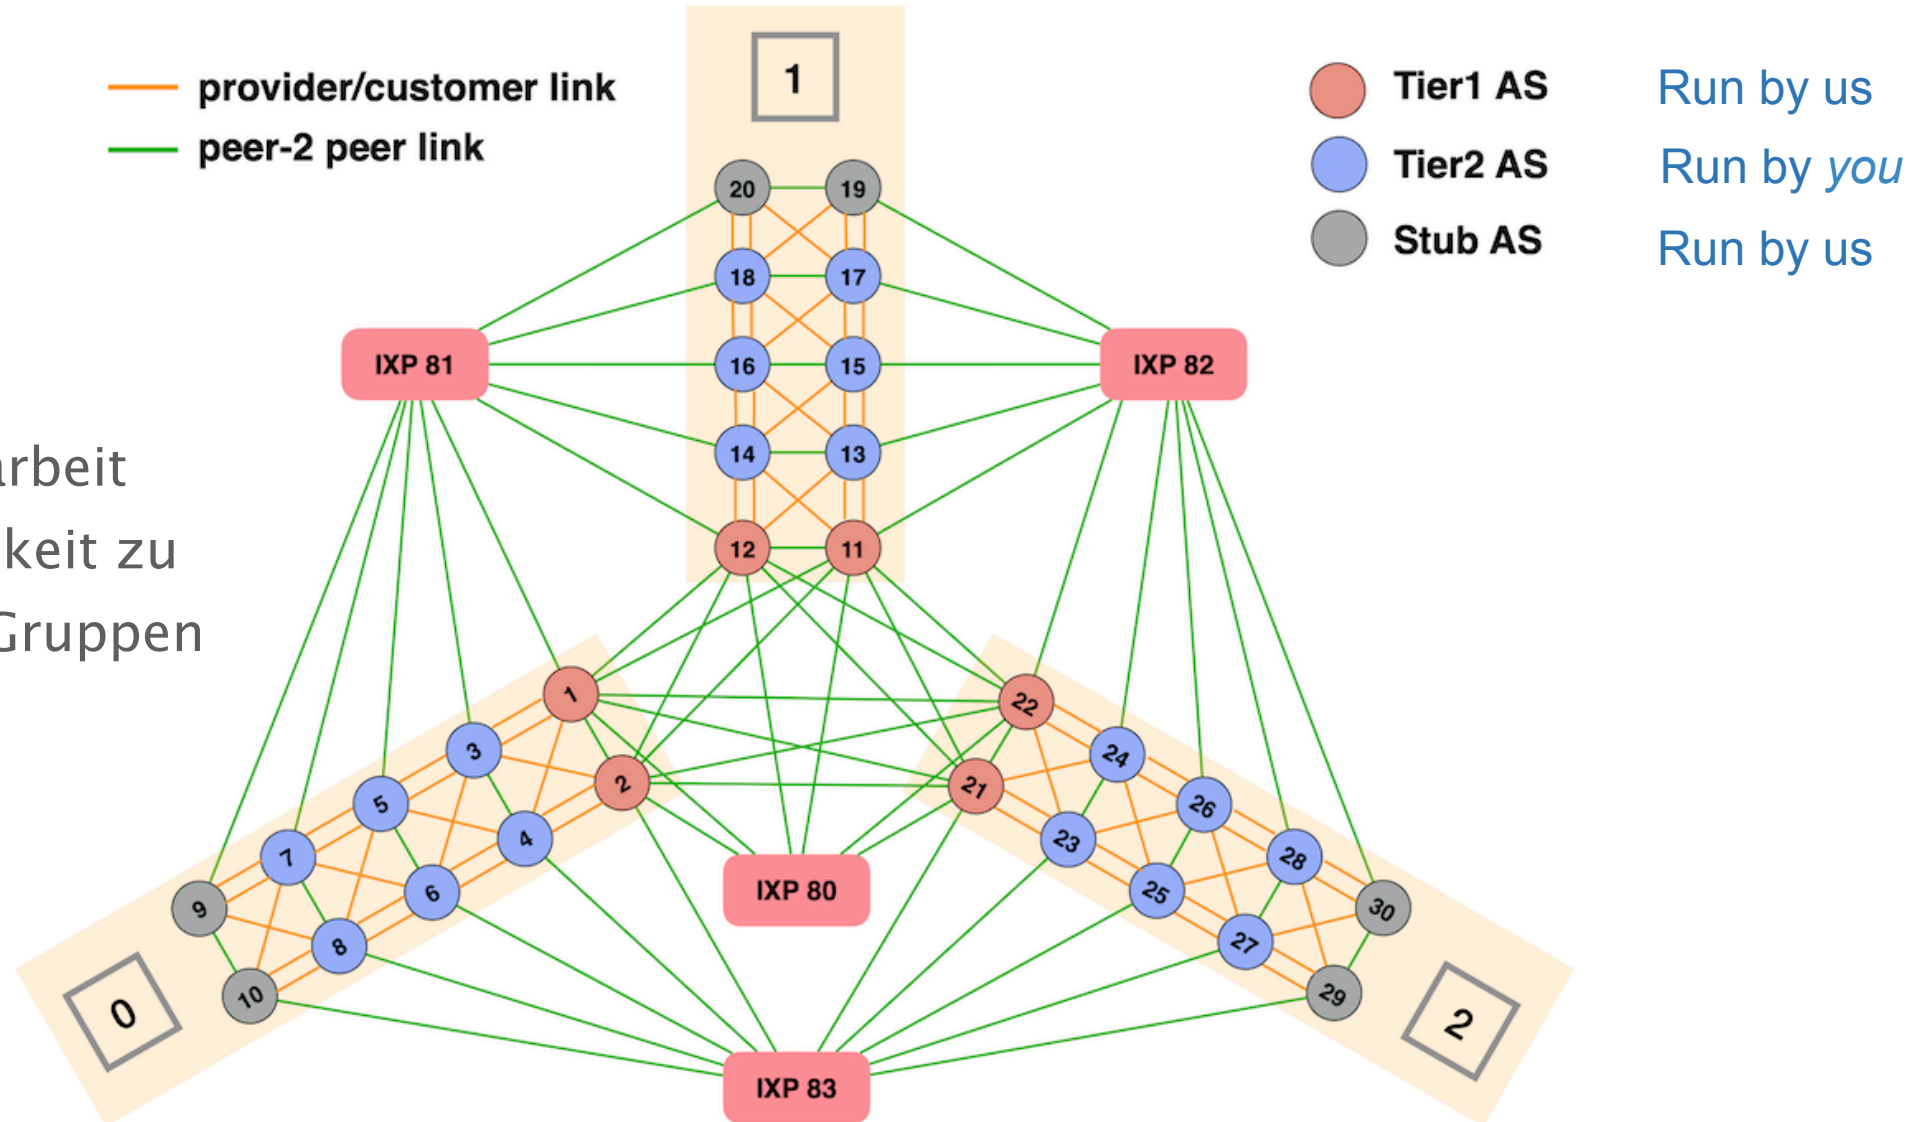 provider/customer link
peer-2 peer link
1
Tier1 AS Run by us
Tier2 AS Run by you
Stub AS Run by us
20 19
18 17
IXP 81 16 15 IXP 82
14 13
12 11
arbeit
keit zu
Gruppen
1
2
3
4
5
6
7
8
9
10
0
22
21
24
23
26
25
28
27
30
29
2
IXP 80
IXP 83